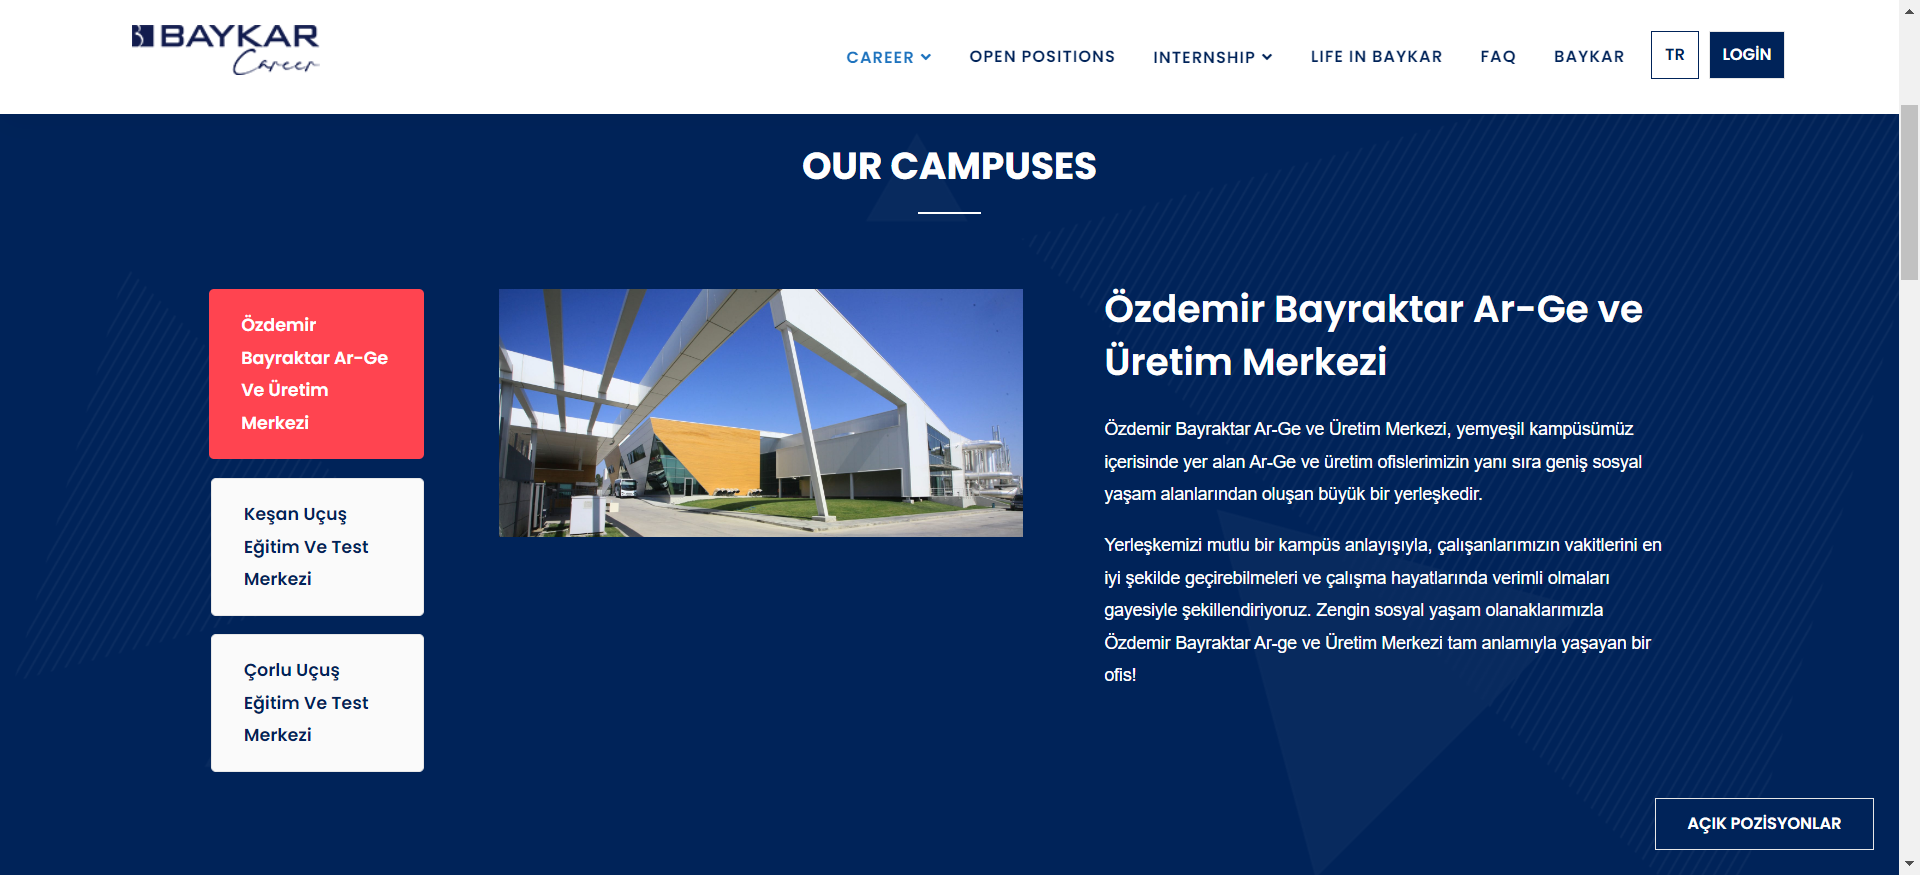 BAYKAR
Career
CAREER
OPEN POSITIONS
INTERNSHIP
LIFE IN BAYKAR
FAQ
BAYKAR
TR
LOGİN
OUR CAMPUSES
Özdemir
Bayraktar Ar-Ge
Ve Üretim
Merkezi
Keşan Uçuş
Eğitim Ve Test
Merkezi
Çorlu Uçuş
Eğitim Ve Test
Merkezi
Özdemir Bayraktar Ar-Ge ve
Üretim Merkezi
Özdemir Bayraktar Ar-Ge ve Üretim Merkezi, yemyeşil kampüsümüz
içerisinde yer alan Ar-Ge ve üretim ofislerimizin yanı sıra geniş sosyal
yaşam alanlarından oluşan büyük bir yerleşkedir.
Yerleşkemizi mutlu bir kampüs anlayışıyla, çalışanlarımızın vakitlerini en
iyi şekilde geçirebilmeleri ve çalışma hayatlarında verimli olmaları
gayesiyle şekillendiriyoruz. Zengin sosyal yaşam olanaklarımızla
Özdemir Bayraktar Ar-ge ve Üretim Merkezi tam anlamıyla yaşayan bir
ofis!
AÇIK POZİSYONLAR